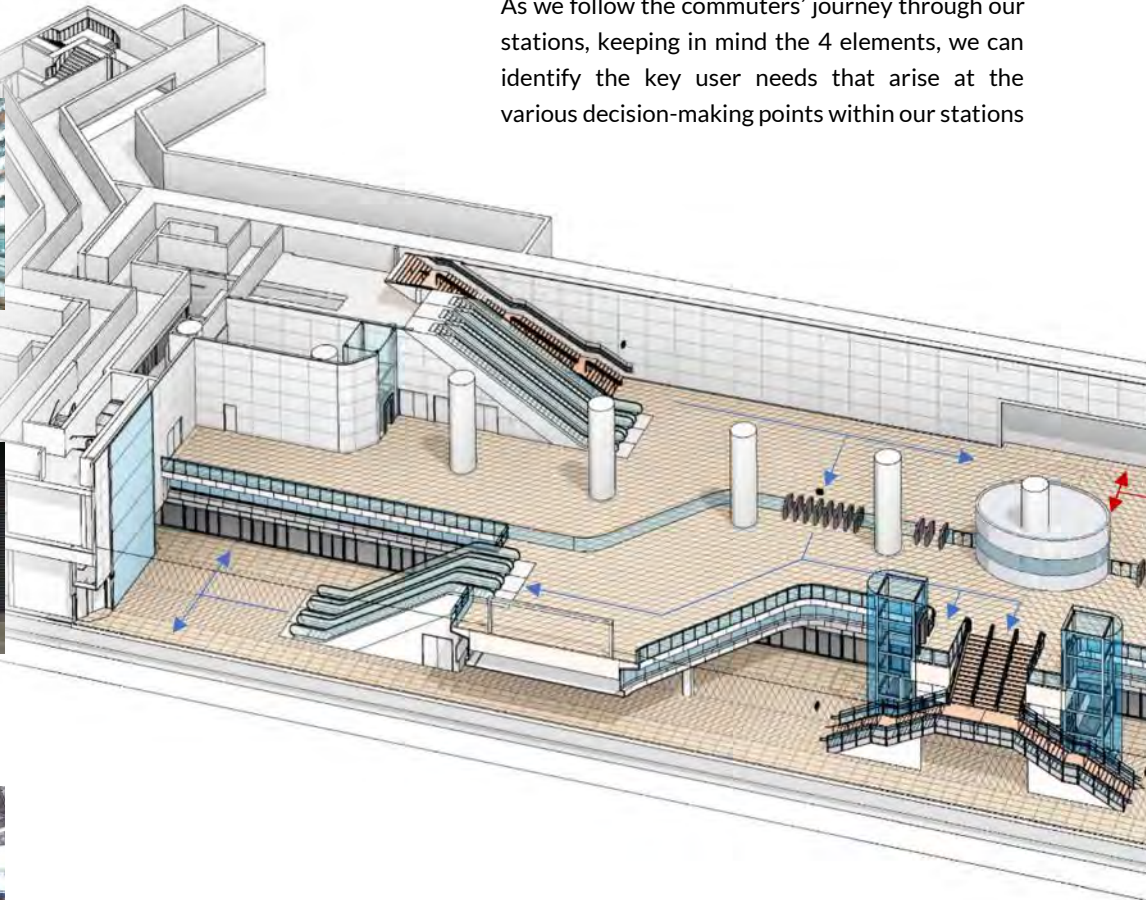 As we follow the commuters’ journey through our
stations, keeping in mind the 4 elements, we can
identify the key user needs that arise at the
various decision-making points within our stations